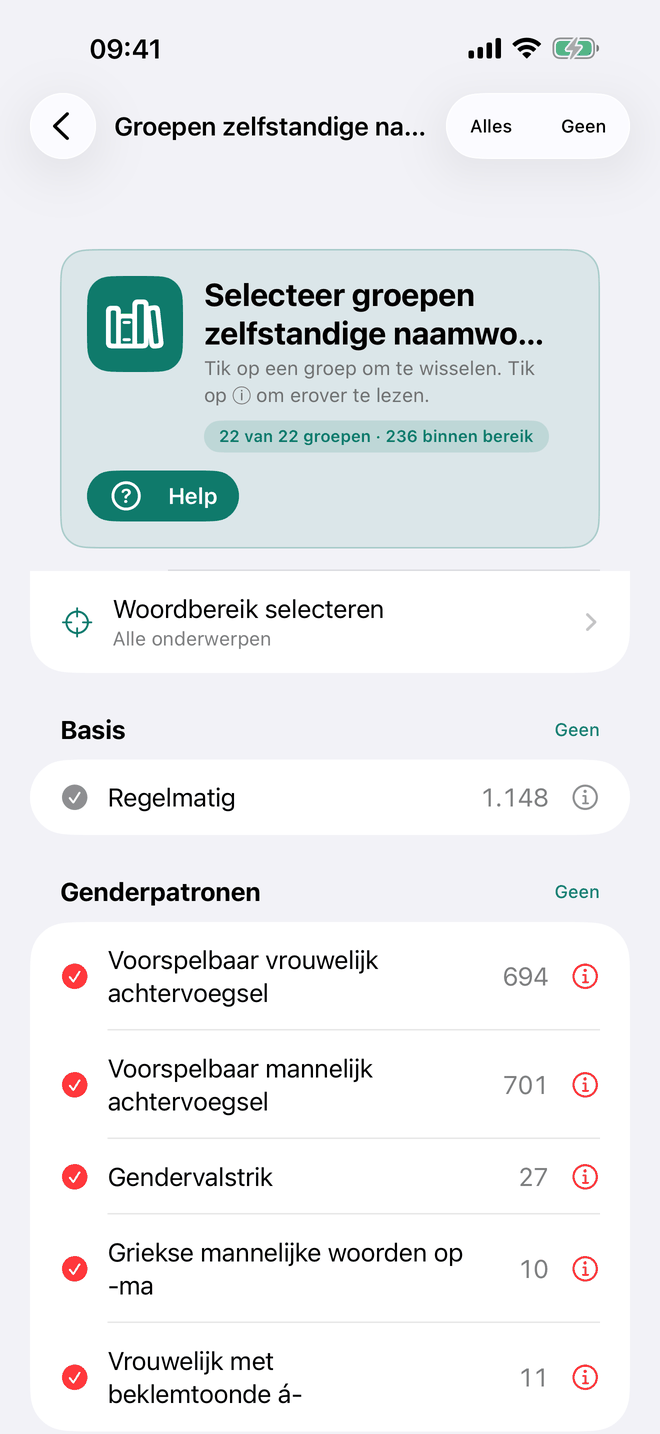 09:41
Groepen zelfstandige na...
Alles
Geen
Selecteer groepen
zelfstandige naamwo...
Tik op een groep om te wisselen. Tik
op ⓘ om erover te lezen.
22 van 22 groepen · 236 binnen bereik
Help
Woordbereik selecteren
Alle onderwerpen
Basis
Geen
Regelmatig
1.148
Genderpatronen
Geen
Voorspelbaar vrouwelijk
achtervoegsel
694
Voorspelbaar mannelijk
achtervoegsel
701
Gendervalstrik
27
Griekse mannelijke woorden op
-ma
10
Vrouwelijk met
beklemtoonde á-
11